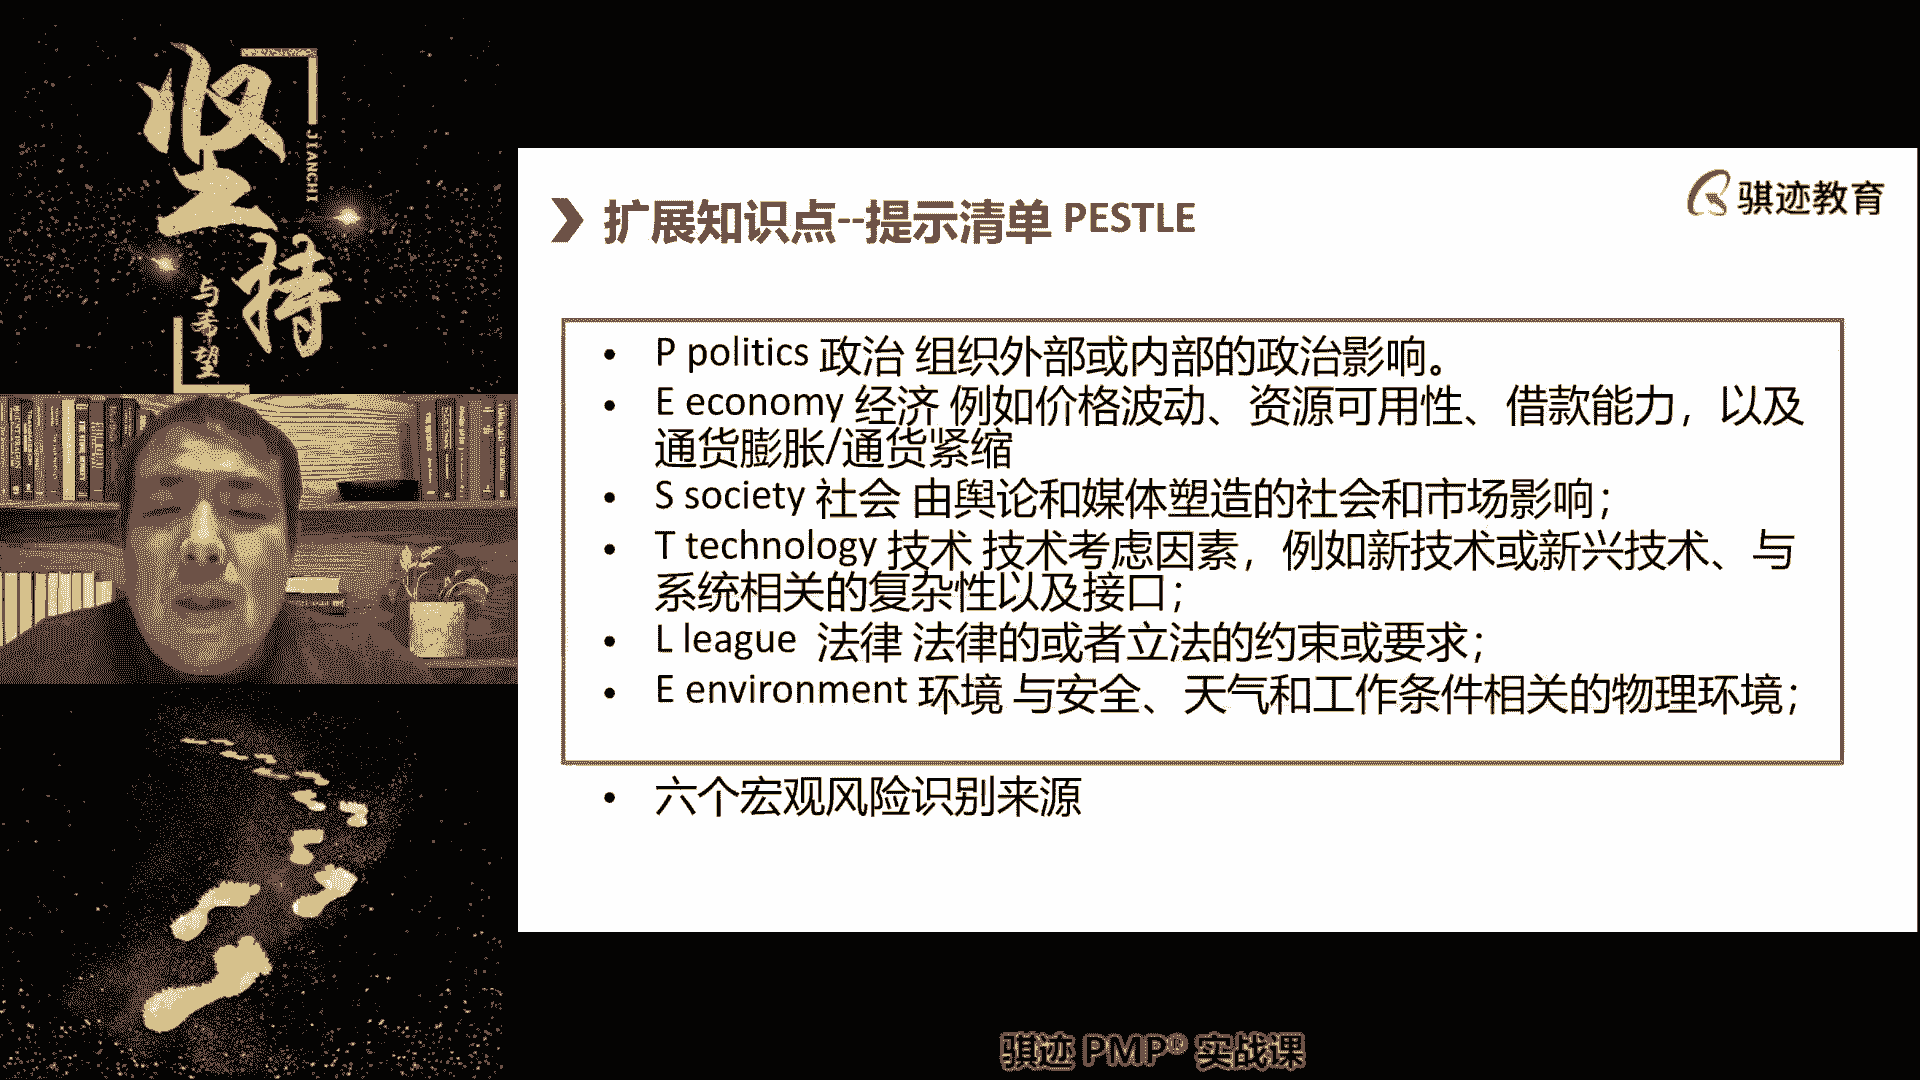 坚持
JIANCHI
与希望
骐迹教育
扩展知识点--提示清单 PESTLE
• P politics 政治 组织外部或内部的政治影响。
• E economy 经济 例如价格波动、资源可用性、借款能力，以及
通货膨胀/通货紧缩
• S society 社会 由舆论和媒体塑造的社会和市场影响；
• T technology 技术 技术考虑因素，例如新技术或新兴技术、与
系统相关的复杂性以及接口；
• L league 法律 法律的或者立法的约束或要求；
• E environment 环境 与安全、天气和工作条件相关的物理环境；
• 六个宏观风险识别来源
骐迹 PMP® 实战课